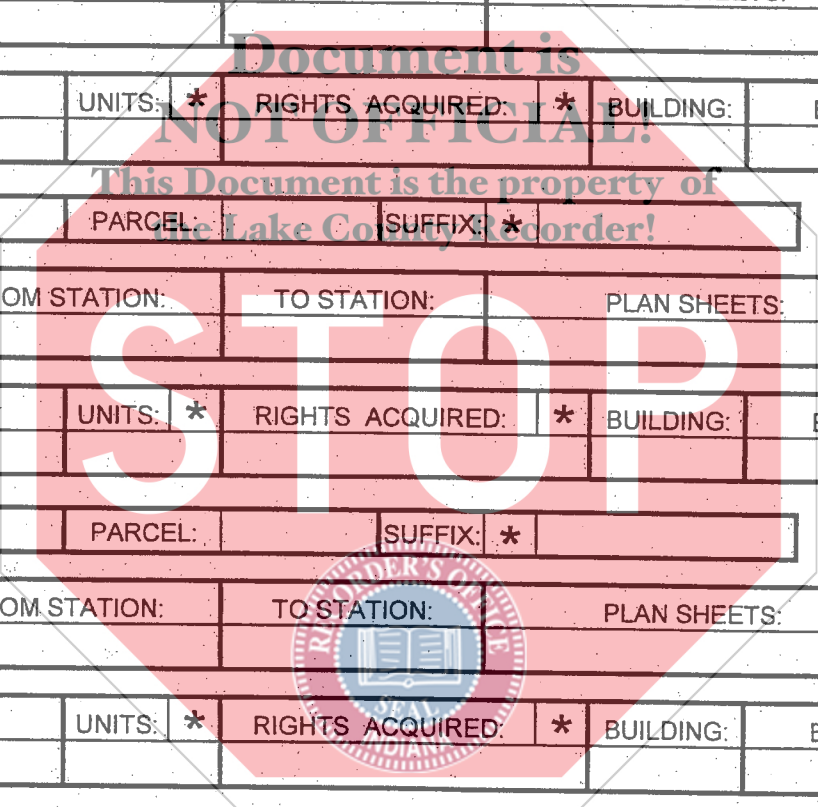 Document is
UNITS: * RIGHTS ACQUIRED: * BUILDING:
NOT OFFICIAL!
This Document is the property of
PARCEL: SUFFIX: *
the Lake County Recorder!
OM STATION: TO STATION: PLAN SHEETS:
STOP
UNITS: * RIGHTS ACQUIRED: * BUILDING:
PARCEL: SUFFIX: *
RECORDER'S OFFICE
OM STATION: TO STATION: PLAN SHEETS:
SEAL
UNITS: * RIGHTS ACQUIRED: * BUILDING:
INDIANA